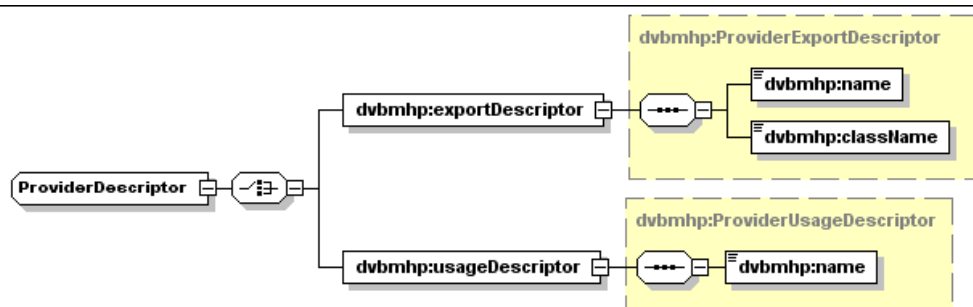 dvbmhp:ProviderExportDescriptor
dvbmhp:name
dvbmhp:exportDescriptor
dvbmhp:className
ProviderDescriptor
dvbmhp:ProviderUsageDescriptor
dvbmhp:usageDescriptor
dvbmhp:name